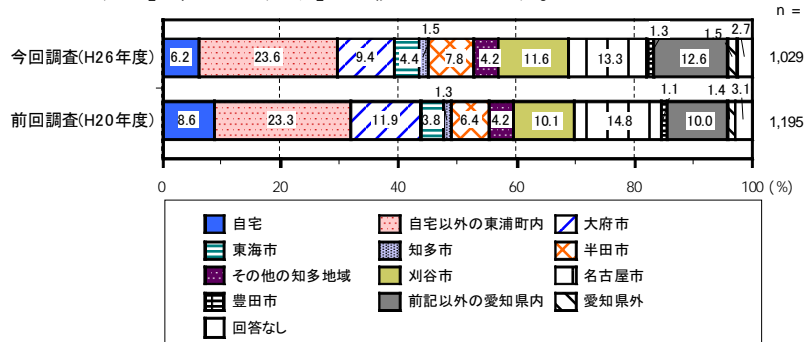 n =
1.5 1.3 1.5 2.7
今回調査(H26年度) 6.2 23.6 9.4 4.4 7.8 4.2 11.6 13.3 12.6 1,029
1.3 1.1 1.4 3.1
前回調査(H20年度) 8.6 23.3 11.9 3.8 6.4 4.2 10.1 14.8 10.0 1,195
0 20 40 60 80 100 (%)
自宅 自宅以外の東浦町内 大府市
東海市 知多市 半田市
その他の知多地域 刈谷市 名古屋市
豊田市 前記以外の愛知県内 愛知県外
回答なし